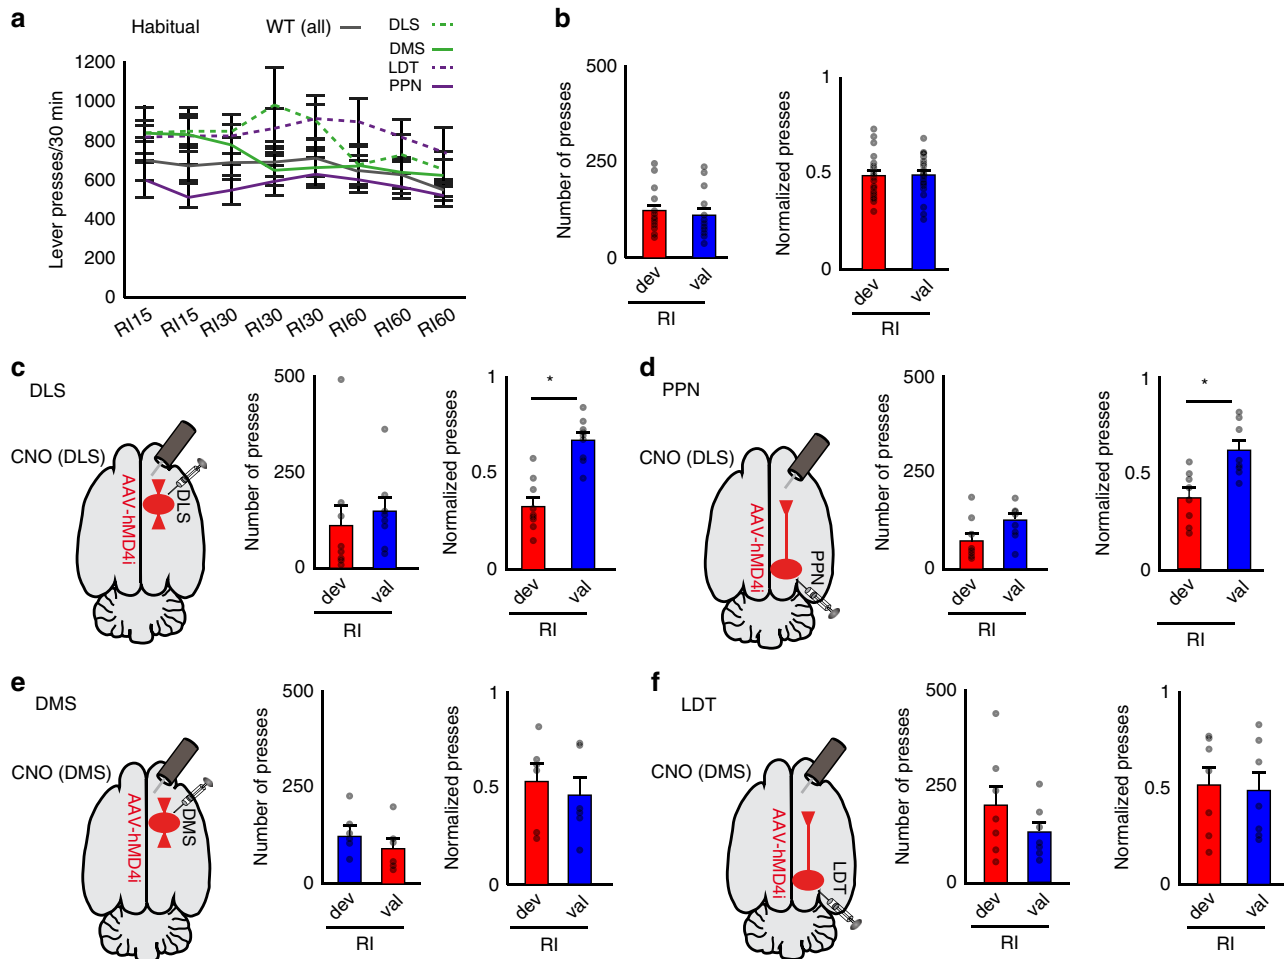 a
Habitual
WT (all)
DLS
DMS
LDT
PPN
Lever presses/30 min
1200
1000
800
600
400
200
0
RI15
RI15
RI30
RI30
RI30
RI60
RI60
RI60
b
Number of presses
500
250
0
dev
val
RI
Normalized presses
1
0.5
0
dev
val
RI
c
DLS
CNO (DLS)
AAV-hMD4i
DLS
Number of presses
500
250
0
dev
val
RI
Normalized presses
1
0.5
0
*
dev
val
RI
d
PPN
CNO (DLS)
AAV-hMD4i
PPN
Number of presses
500
250
0
dev
val
RI
Normalized presses
1
0.5
0
*
dev
val
RI
e
DMS
CNO (DMS)
AAV-hMD4i
DMS
Number of presses
500
250
0
dev
val
RI
Normalized presses
1
0.5
0
dev
val
RI
f
LDT
CNO (DMS)
AAV-hMD4i
LDT
Number of presses
500
250
0
dev
val
RI
Normalized presses
1
0.5
0
dev
val
RI